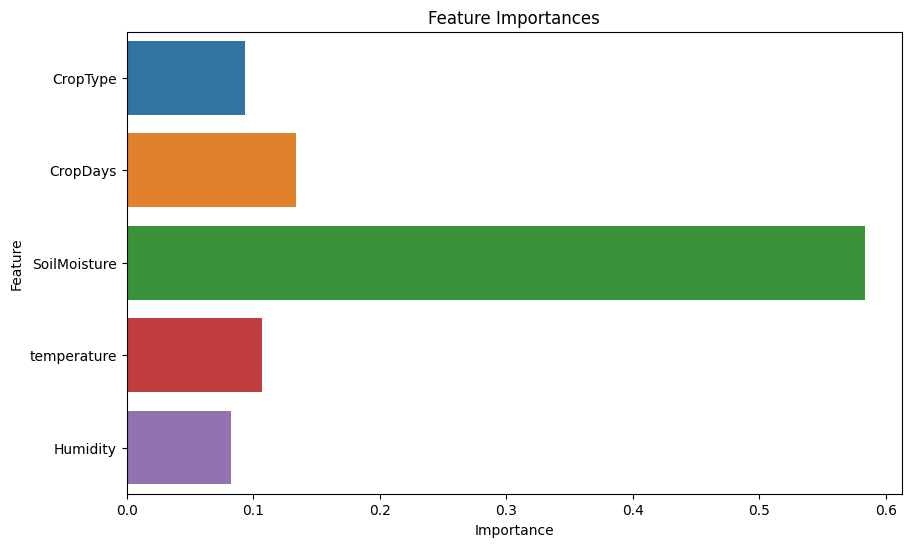 Feature Importances
CropType
CropDays
SoilMoisture
temperature
Humidity
Feature
0.0 0.1 0.2 0.3 0.4 0.5 0.6
Importance